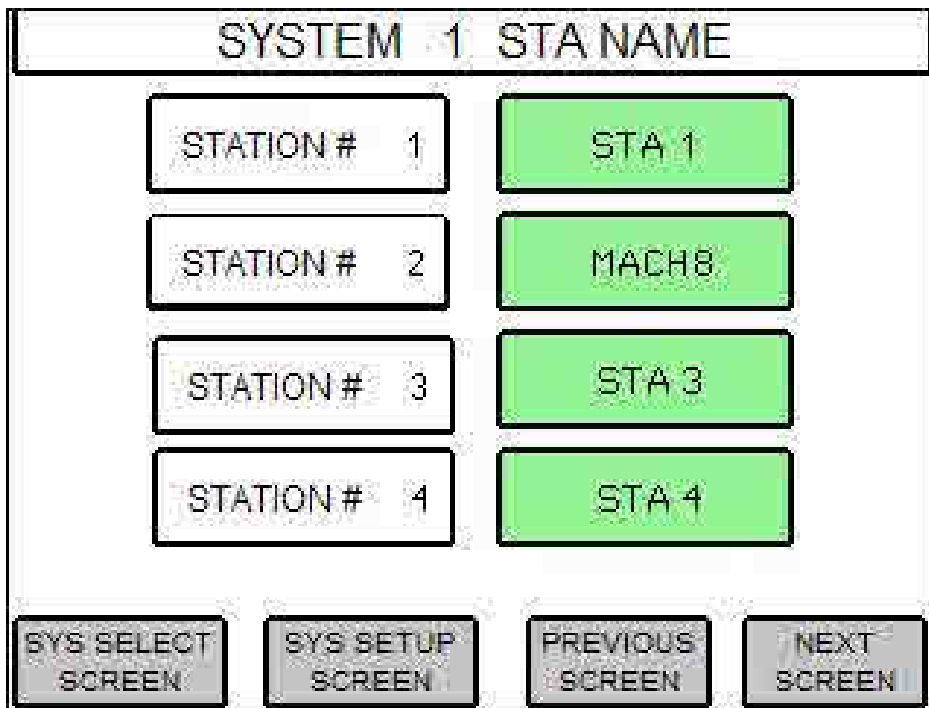 SYSTEM 1 STA NAME
STATION # 1 STA 1
STATION # 2 MACH8
STATION # 3 STA 3
STATION # 4 STA 4
SYS SELECT SCREEN
SYS SETUP SCREEN
PREVIOUS SCREEN
NEXT SCREEN